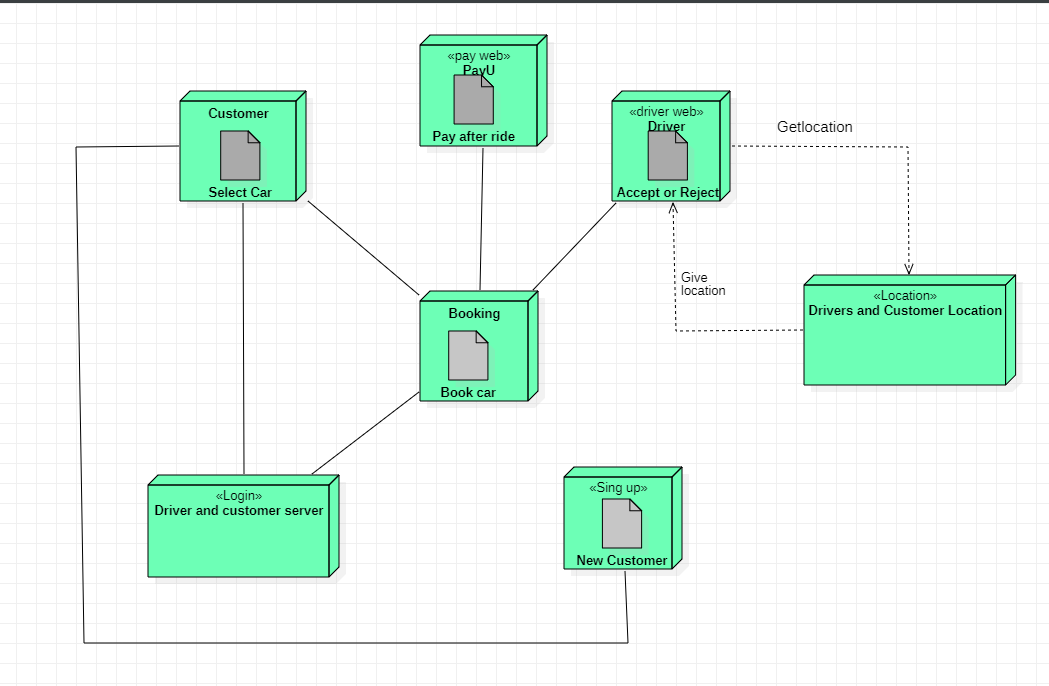 «pay web»
PayU
Pay after ride
Customer
Select Car
«driver web»
Driver
Accept or Reject
Getlocation
Give
location
«Location»
Drivers and Customer Location
Booking
Book car
«Login»
Driver and customer server
«Sing up»
New Customer